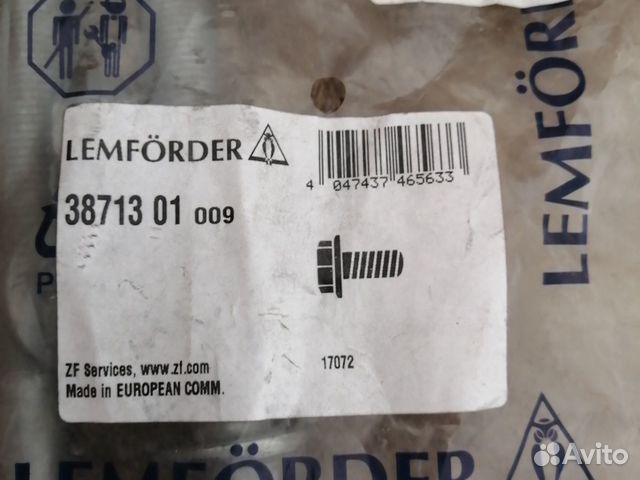 LEMFÖRDER
4 047437 465633
38713 01 009
17072
ZF Services, www.zf.com
Made in EUROPEAN COMM.
LEMFÖRDER
LEMFÖRDER
Avito